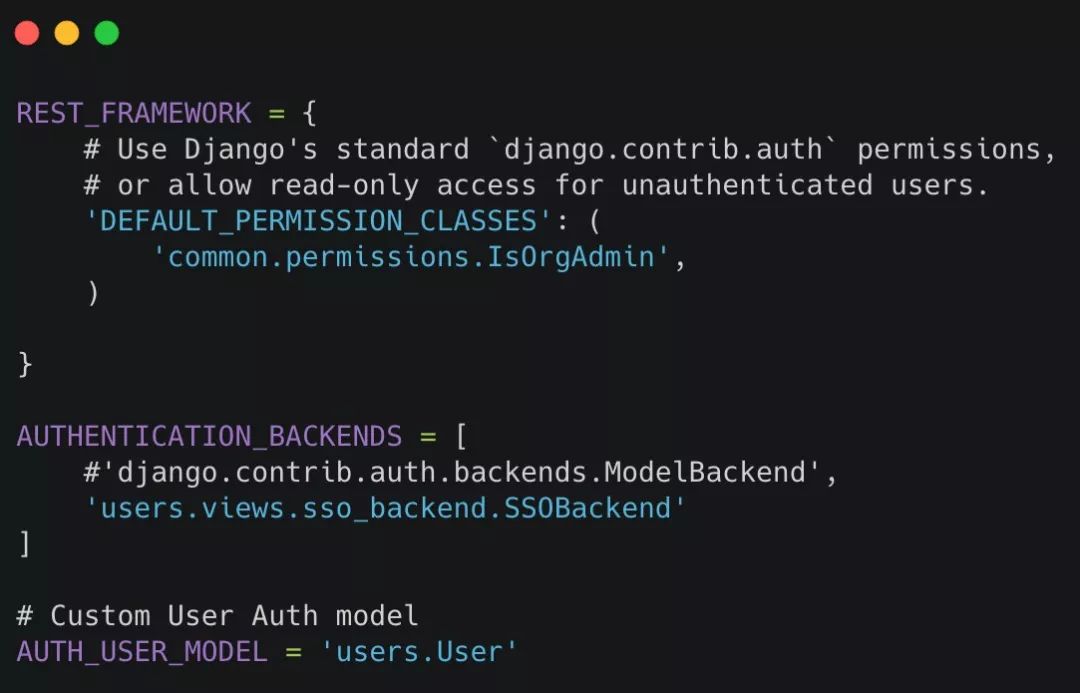 REST_FRAMEWORK = {
    # Use Django's standard `django.contrib.auth` permissions,
    # or allow read-only access for unauthenticated users.
    'DEFAULT_PERMISSION_CLASSES': (
        'common.permissions.IsOrgAdmin',
    )
}
AUTHENTICATION_BACKENDS = [
    #'django.contrib.auth.backends.ModelBackend',
    'users.views.sso_backend.SSOBackend'
]
# Custom User Auth model
AUTH_USER_MODEL = 'users.User'